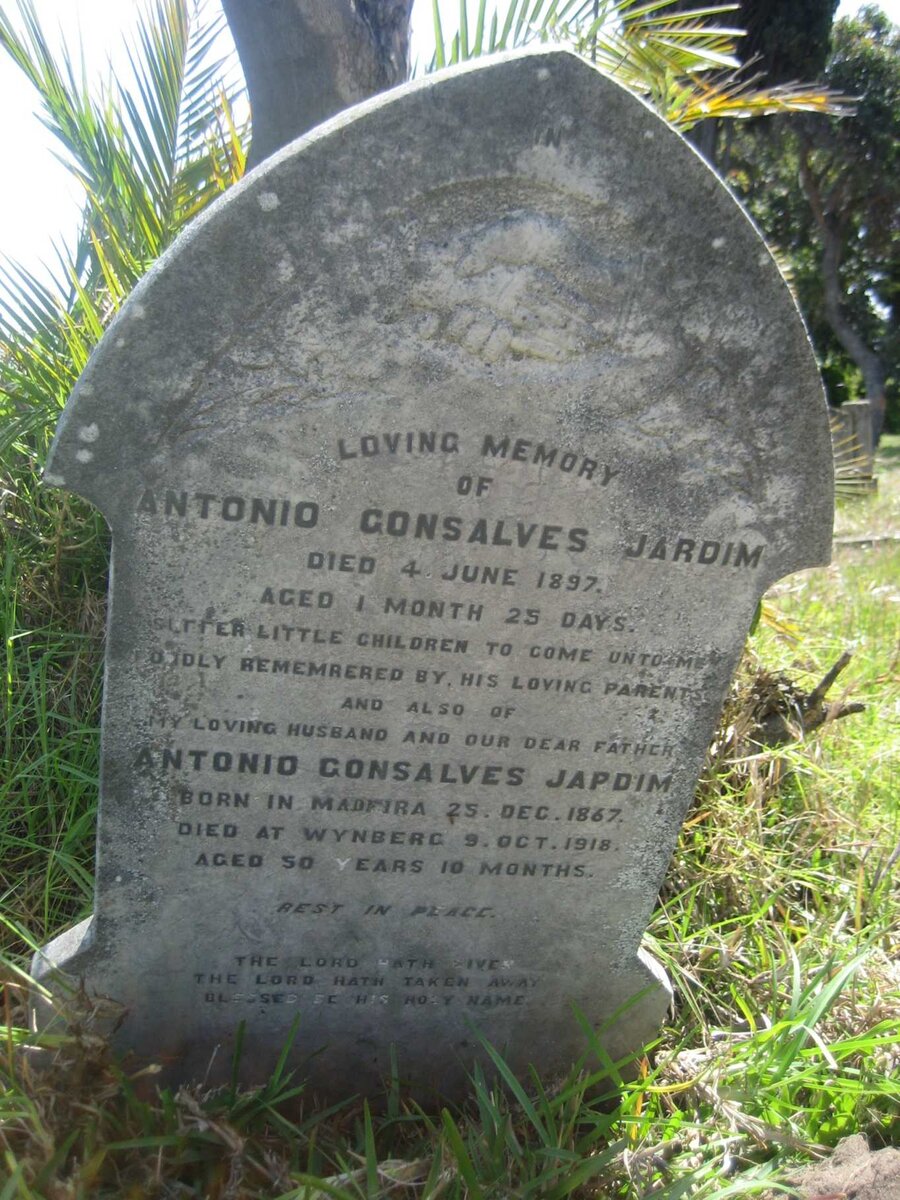 LOVING MEMORY
OF
ANTONIO GONSALVES JARDIM
DIED 4 JUNE 1897.
AGED 1 MONTH 25 DAYS.
SUFFER LITTLE CHILDREN TO COME UNTO ME
FONDLY REMEMBERED BY, HIS LOVING PARENTS
AND ALSO OF
MY LOVING HUSBAND AND OUR DEAR FATHER
ANTONIO GONSALVES JARDIM
BORN IN MADEIRA 25. DEC. 1867.
DIED AT WYNBERG 9. OCT. 1918.
AGED 50 YEARS 10 MONTHS.
REST IN PEACE.
THE LORD HATH GIVEN
THE LORD HATH TAKEN AWAY
BLESSED BE HIS HOLY NAME.